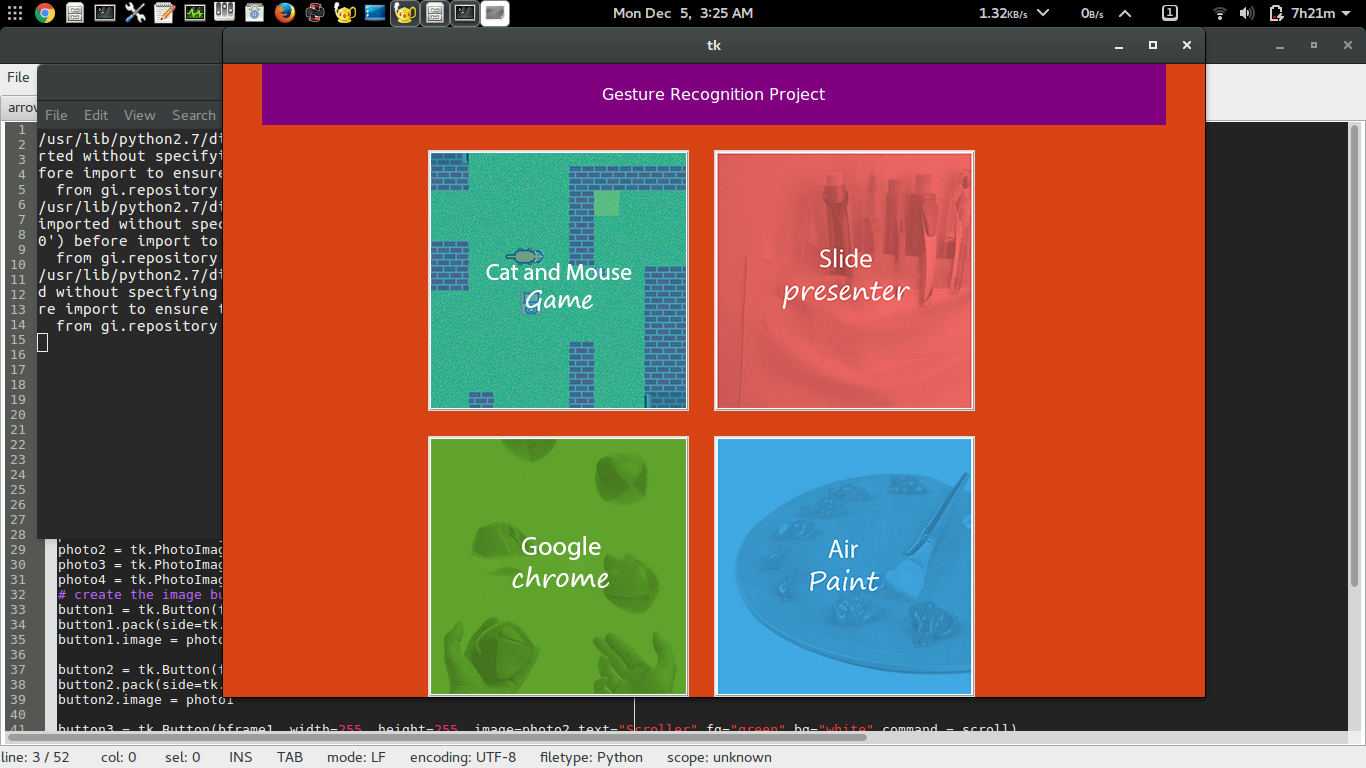 Mon Dec  5, 3:25 AM
1.32KB/s
0B/s
1
7h21m
tk
File
arrow
File Edit View Search
Gesture Recognition Project
/usr/lib/python2.7/di
rted without specifyi
fore import to ensure
from gi.repository
/usr/lib/python2.7/di
imported without spec
0') before import to
from gi.repository
/usr/lib/python2.7/di
d without specifying
re import to ensure t
from gi.repository
Cat and Mouse
Game
Slide
presenter
Google
chrome
Air
Paint
1
2
3
4
5
6
7
8
9
10
11
12
13
14
15
16
17
18
19
20
21
22
23
24
25
26
27
28
29 photo2 = tk.PhotoImag
30 photo3 = tk.PhotoImag
31 photo4 = tk.PhotoImag
32 # create the image bu
33 button1 = tk.Button(f
34 button1.pack(side=tk.
35 button1.image = photo
36
37 button2 = tk.Button(f
38 button2.pack(side=tk.
39 button2.image = photo1
40
41 button3 = tk.Button(bframe1, width=255, height=255, image=photo2,text="Scroller",fg="green",bg="white",command = scroll)
line: 3 / 52 col: 0 sel: 0 INS TAB mode: LF encoding: UTF-8 filetype: Python scope: unknown